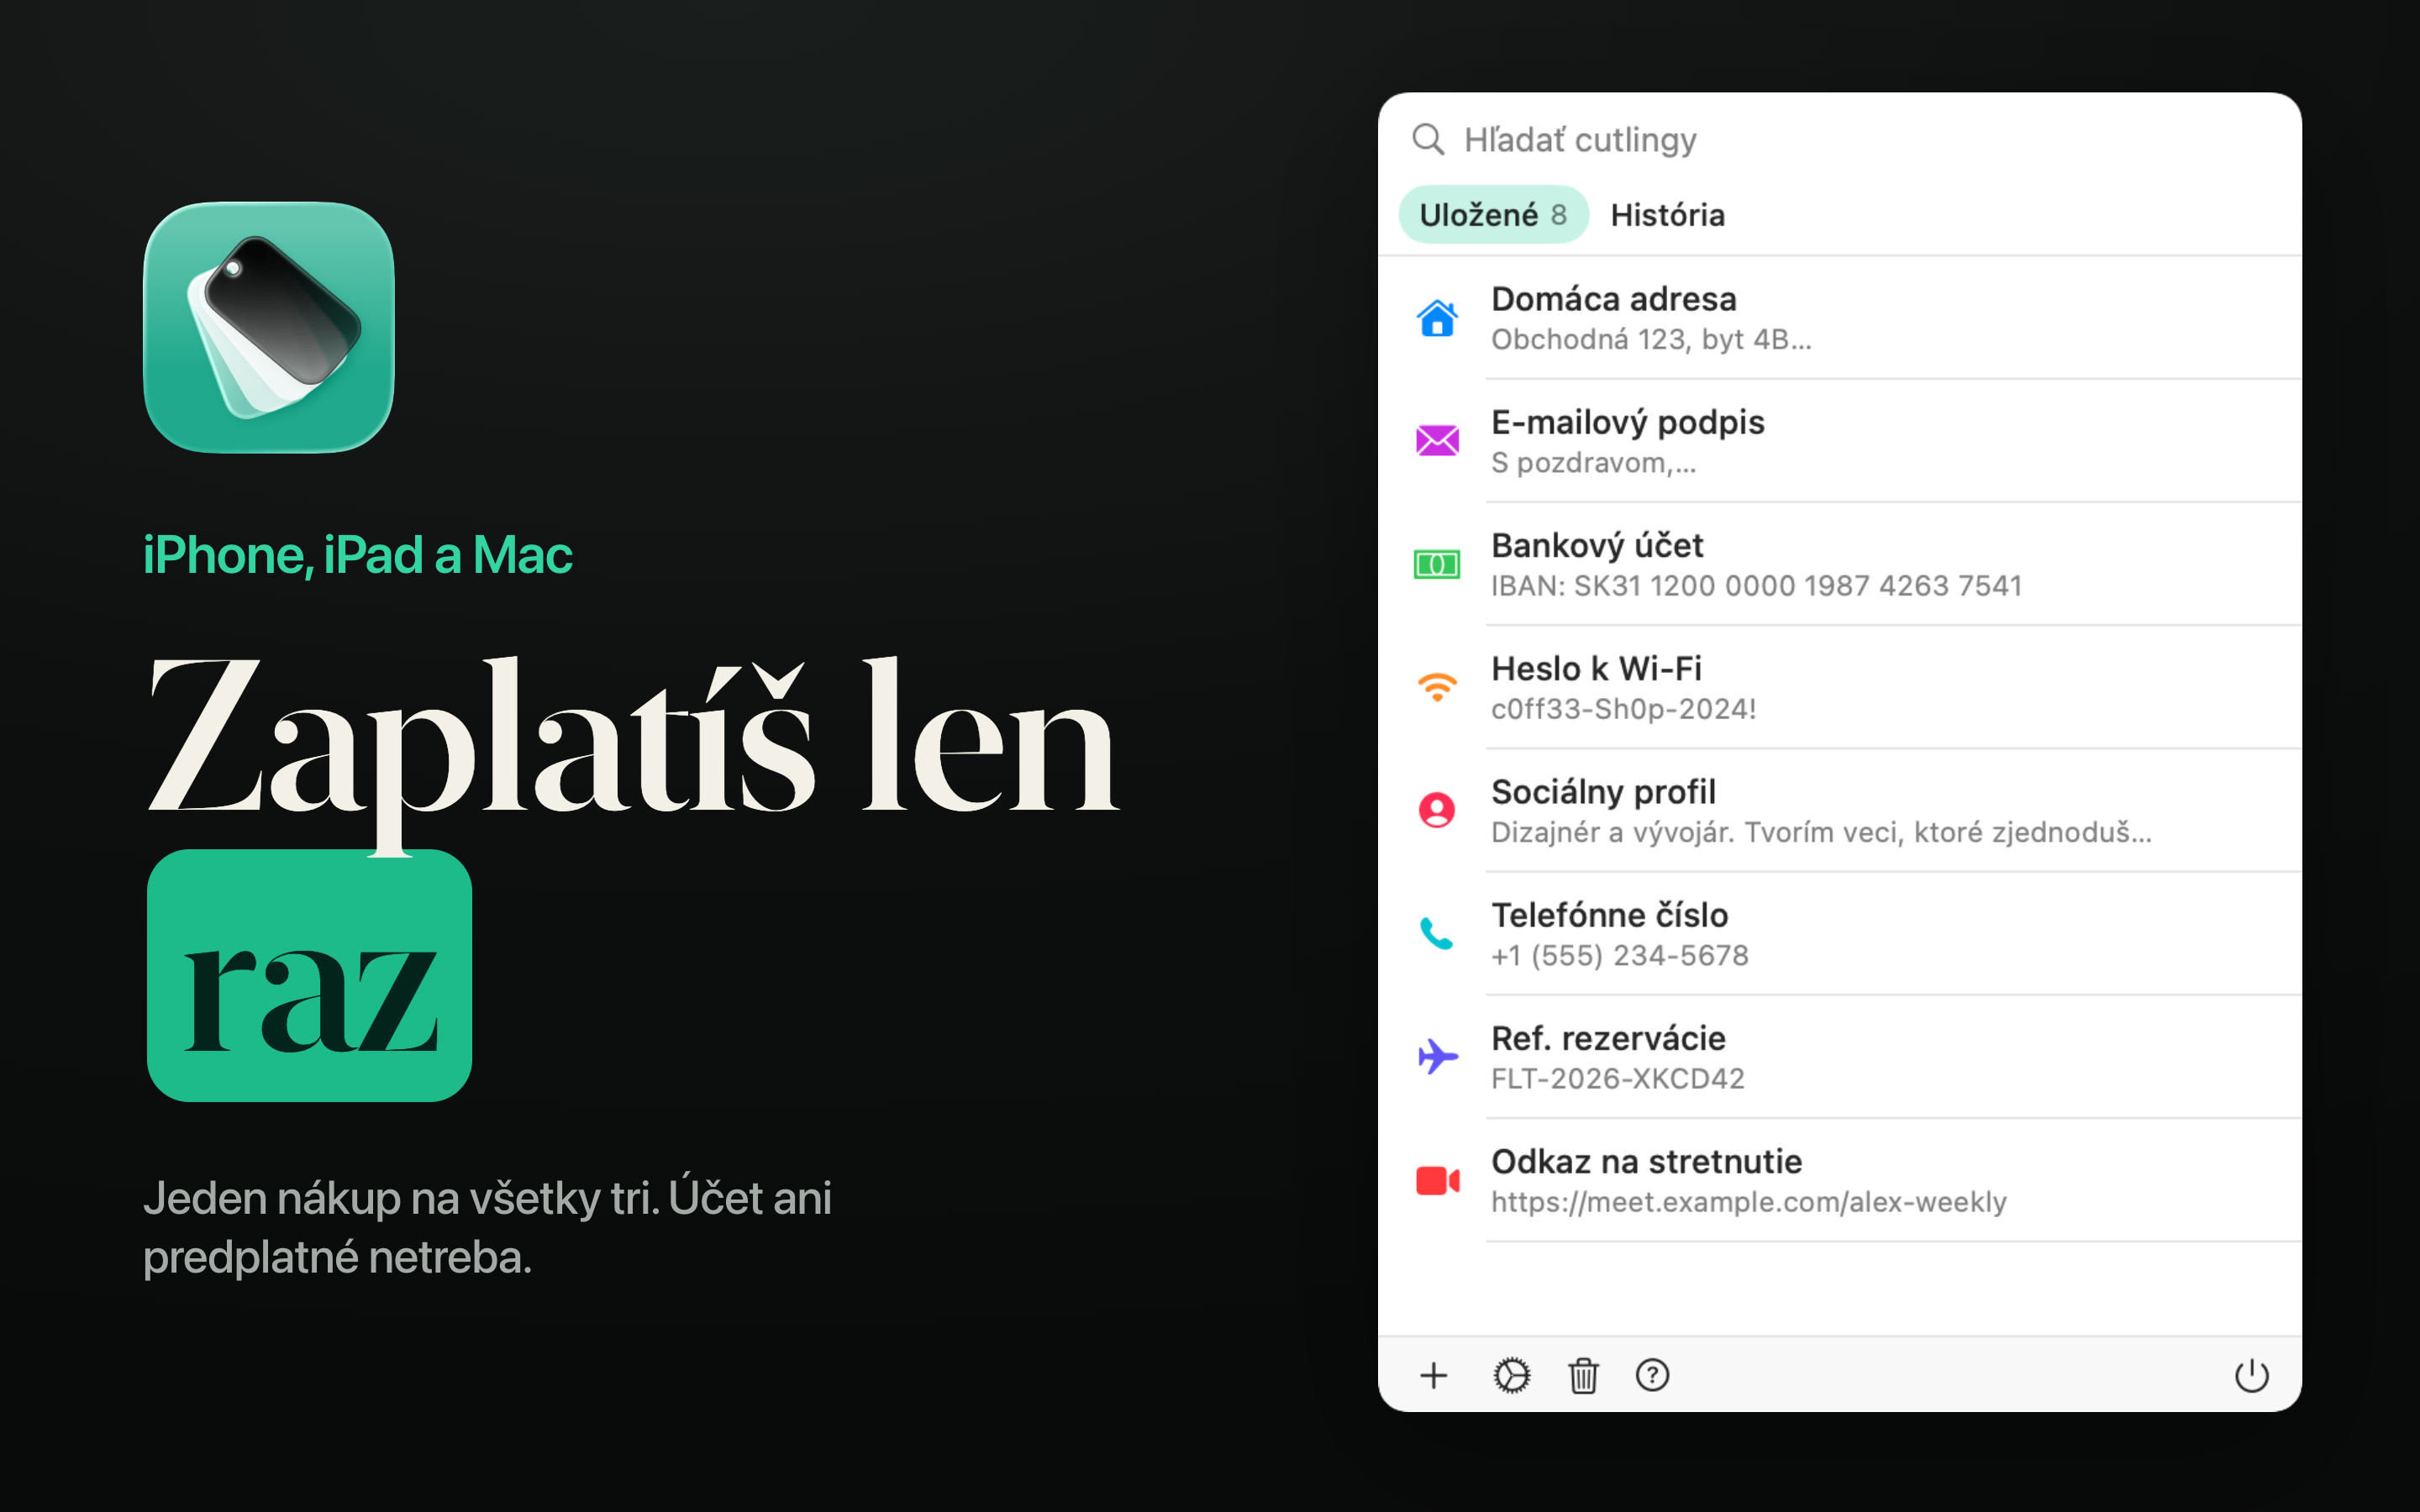 iPhone, iPad a Mac
Zaplatíš len
raz
Jeden nákup na všetky tri. Účet ani
predplatné netreba.
Hľadať cutlingy
Uložené 8 História
Domáca adresa
Obchodná 123, byt 4B...
E-mailový podpis
S pozdravom,...
Bankový účet
IBAN: SK31 1200 0000 1987 4263 7541
Heslo k Wi-Fi
c0ff33-Sh0p-2024!
Sociálny profil
Dizajnér a vývojár. Tvorím veci, ktoré zjednoduš...
Telefónne číslo
+1 (555) 234-5678
Ref. rezervácie
FLT-2026-XKCD42
Odkaz na stretnutie
https://meet.example.com/alex-weekly